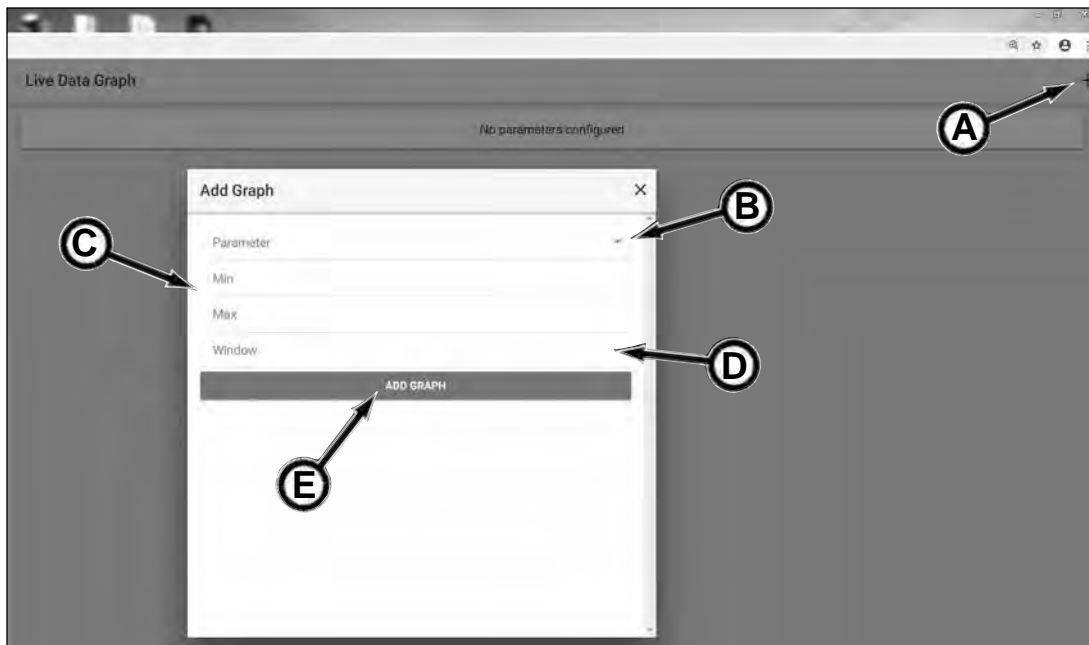 Live Data Graph
A
No parameters configured
Add Graph
B
C
Parameter
Min
Max
Window
D
ADD GRAPH
E